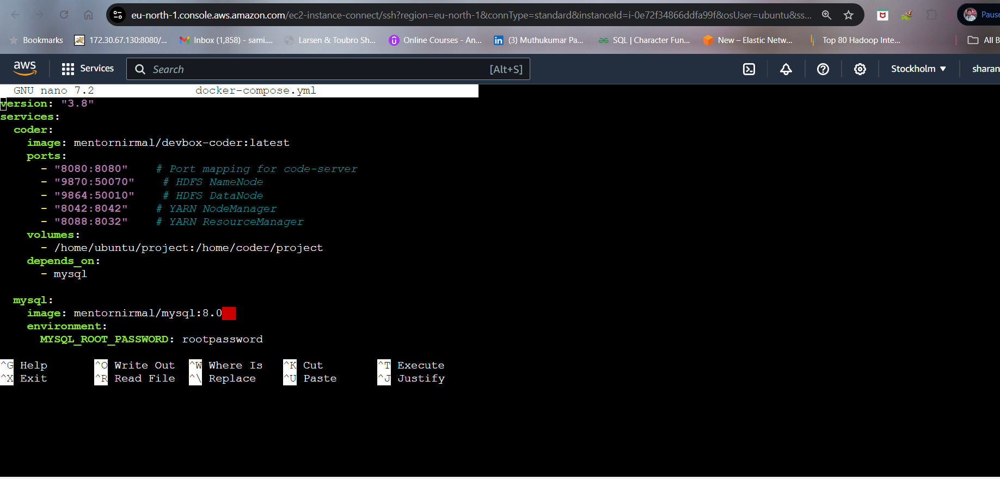 eu-north-1.console.aws.amazon.com/ec2-instance-connect/ssh?region=eu-north-1&connType=standard&instanceId=i-0e72f34866ddfa99f&osUser=ubuntu&ss...
Pause
Bookmarks 172.30.67.130:8080/... Inbox (1,858) - sami.... Larsen & Toubro Sh... Online Courses - An... (3) Muthukumar Pa... SQL | Character Fun... New – Elastic Netw... Top 80 Hadoop Inte... All B
aws Services Search [Alt+S] Stockholm ▼ sharan
GNU nano 7.2 docker-compose.yml
version: "3.8"
services:
  coder:
    image: mentornirmal/devbox-coder:latest
    ports:
      - "8080:8080"    # Port mapping for code-server
      - "9870:50070"    # HDFS NameNode
      - "9864:50010"    # HDFS DataNode
      - "8042:8042"    # YARN NodeManager
      - "8088:8032"    # YARN ResourceManager
    volumes:
      - /home/ubuntu/project:/home/coder/project
    depends_on:
      - mysql
  mysql:
    image: mentornirmal/mysql:8.0
    environment:
      MYSQL_ROOT_PASSWORD: rootpassword
^G Help ^O Write Out ^W Where Is ^K Cut ^T Execute
^X Exit ^R Read File ^\ Replace ^U Paste ^J Justify